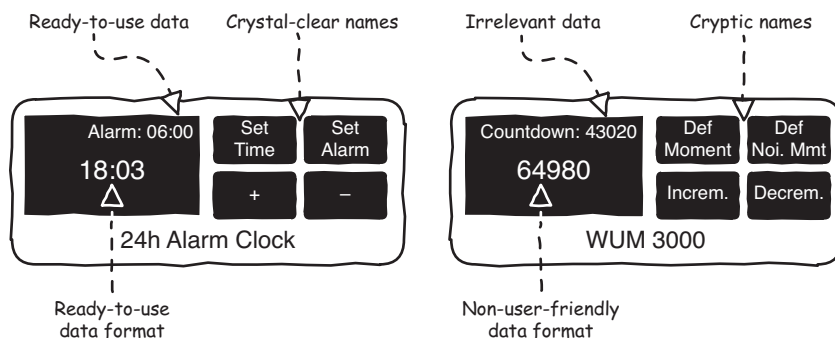 Ready-to-use data
Crystal-clear names
Irrelevant data
Cryptic names
Alarm: 06:00
18:03
Set
Time
Set
Alarm
+
–
24h Alarm Clock
Countdown: 43020
64980
Def
Moment
Def
Noi. Mmt
Increm.
Decrem.
WUM 3000
Ready-to-use
data format
Non-user-friendly
data format